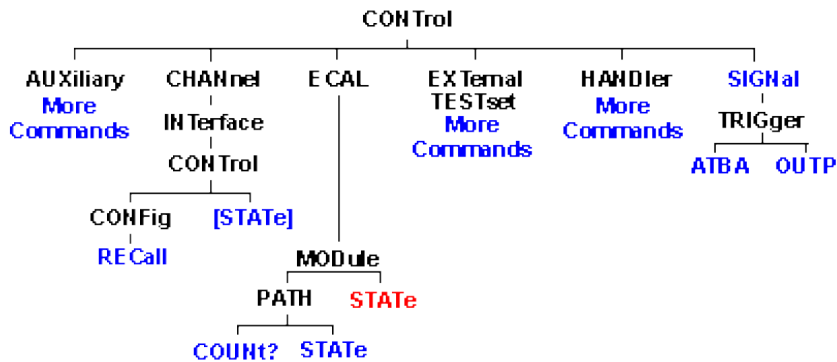 CONTrol
AUXiliary CHANnel ECAL EXTernal HANDler SIGNal
More Commands
INTerface
TESTset
More Commands
More Commands
TRIGger
CONTrol
ATBA OUTP
CONFig [STATe]
RECall
MODule
PATH STATe
COUNt? STATe